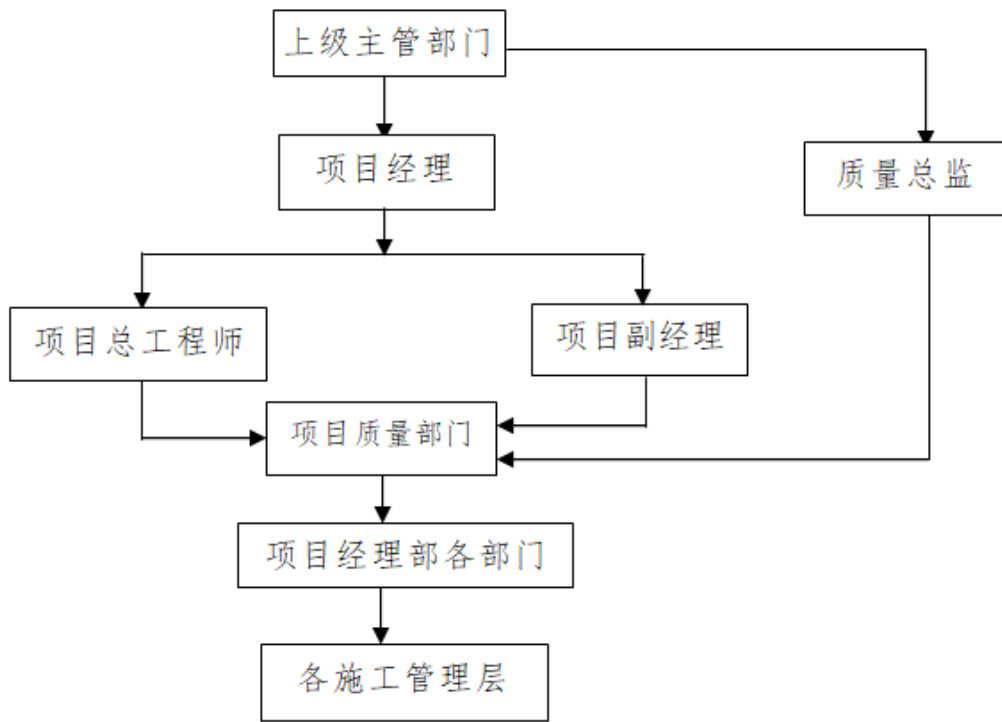 上级主管部门
项目经理
质量总监
项目总工程师
项目副经理
项目质量部门
项目经理部各部门
各施工管理层